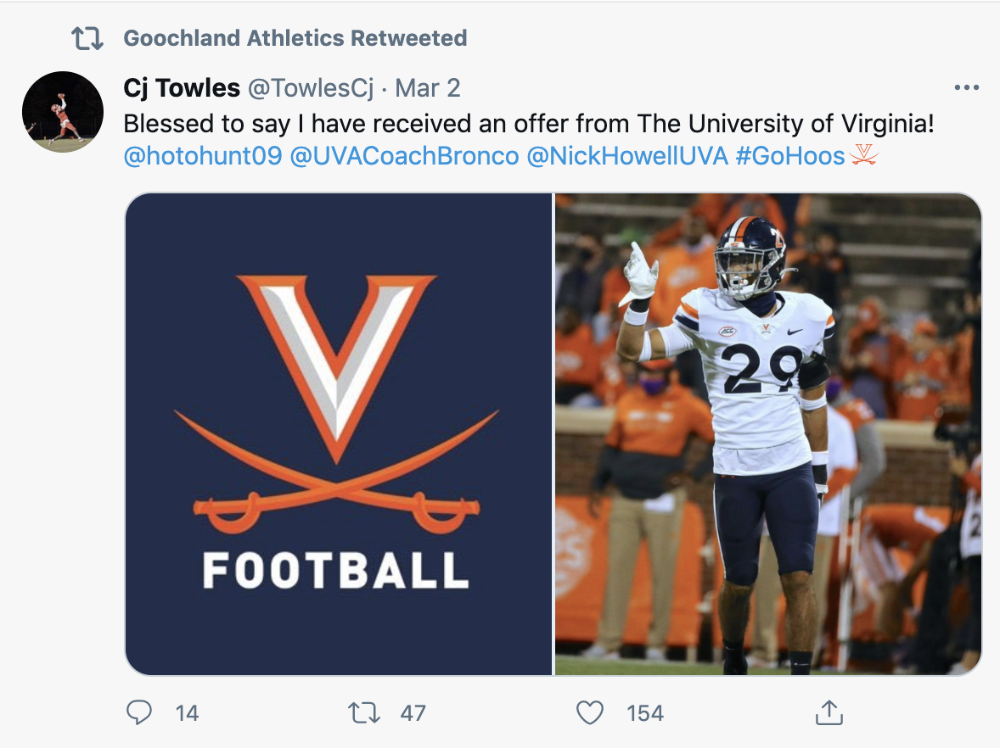 Goochland Athletics Retweeted
Cj Towles @TowlesCj · Mar 2
Blessed to say I have received an offer from The University of Virginia!
@hotohunt09 @UVACoachBronco @NickHowellUVA #GoHoos
V
FOOTBALL
ACC
29
14 47 154